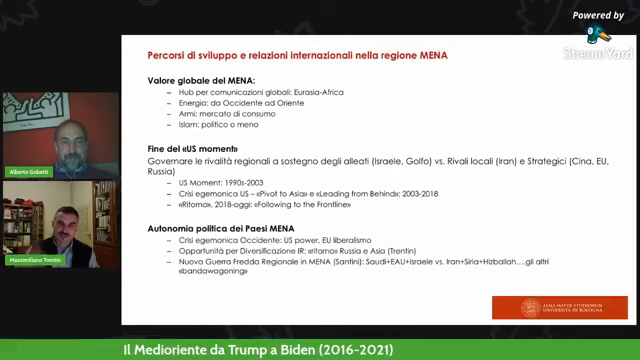 Powered by
StreamYard
Percorsi di sviluppo e relazioni internazionali nella regione MENA
Valore globale del MENA:
– Hub per comunicazioni globali: Eurasia-Africa
– Energia: da Occidente ad Oriente
– Armi: mercato di consumo
– Islam: politico o meno
Fine del «US moment»
Governare le rivalità regionali a sostegno degli alleati (Israele, Golfo) vs. Rivali locali (Iran) e Strategici (Cina, EU,
Russia)
– US Moment: 1990s-2003
– Crisi egemonica US – «Pivot to Asia» e «Leading from Behind»: 2003-2018
– «Ritorno», 2018-oggi: «Following to the Frontline»
Autonomia politica dei Paesi MENA
– Crisi egemonica Occidente: US power, EU liberalismo
– Opportunità per Diversificazione IR: «ritorno» Russia e Asia (Trentin)
– Nuova Guerra Fredda Regionale in MENA (Santini): Saudi+EAU+Israele vs. Iran+Siria+Hizballah….gli altri
«bandawagoning»
Alberto Gobetti
Massimiliano Trentin
ALMA MATER STUDIORUM
UNIVERSITÀ DI BOLOGNA
Il Medioriente da Trump a Biden (2016-2021)